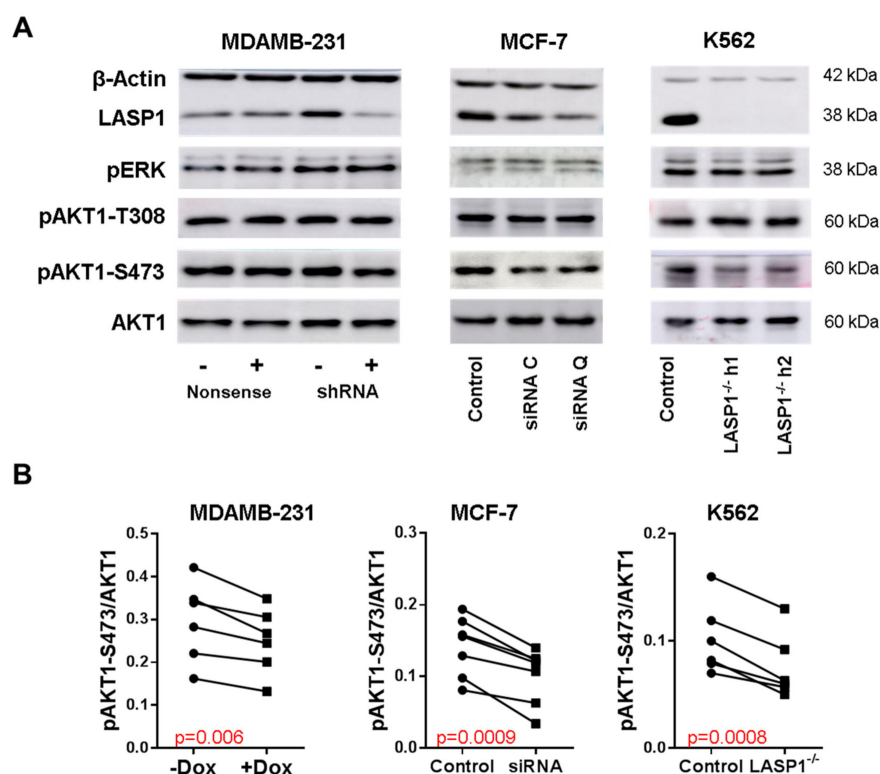 A
MDAMB-231 MCF-7 K562
β-Actin 42 kDa
LASP1 38 kDa
pERK 38 kDa
pAKT1-T308 60 kDa
pAKT1-S473 60 kDa
AKT1 60 kDa
- + - +
Nonsense shRNA
Control siRNA C siRNA Q
Control LASP1⁻/⁻ h1 LASP1⁻/⁻ h2
B
MDAMB-231
pAKT1-S473/AKT1
0.5
0.4
0.3
0.2
0.1
0.0
p=0.006
-Dox +Dox
MCF-7
pAKT1-S473/AKT1
0.3
0.2
0.1
0.0
p=0.0009
Control siRNA
K562
pAKT1-S473/AKT1
0.2
0.1
0.0
p=0.0008
Control LASP1⁻/⁻